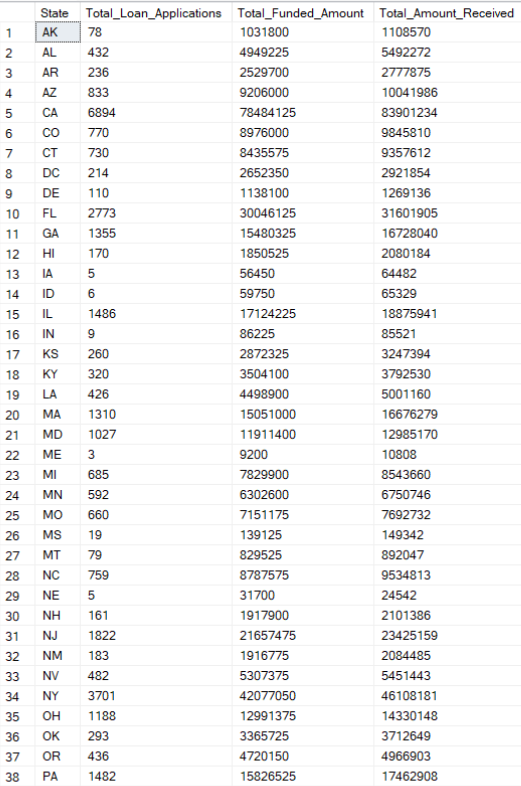 State Total_Loan_Applications Total_Funded_Amount Total_Amount_Received
1 AK 78 1031800 1108570
2 AL 432 4949225 5492272
3 AR 236 2529700 2777875
4 AZ 833 9206000 10041986
5 CA 6894 78484125 83901234
6 CO 770 8976000 9845810
7 CT 730 8435575 9357612
8 DC 214 2652350 2921854
9 DE 110 1138100 1269136
10 FL 2773 30046125 31601905
11 GA 1355 15480325 16728040
12 HI 170 1850525 2080184
13 IA 5 56450 64482
14 ID 6 59750 65329
15 IL 1486 17124225 18875941
16 IN 9 86225 85521
17 KS 260 2872325 3247394
18 KY 320 3504100 3792530
19 LA 426 4498900 5001160
20 MA 1310 15051000 16676279
21 MD 1027 11911400 12985170
22 ME 3 9200 10808
23 MI 685 7829900 8543660
24 MN 592 6302600 6750746
25 MO 660 7151175 7692732
26 MS 19 139125 149342
27 MT 79 829525 892047
28 NC 759 8787575 9534813
29 NE 5 31700 24542
30 NH 161 1917900 2101386
31 NJ 1822 21657475 23425159
32 NM 183 1916775 2084485
33 NV 482 5307375 5451443
34 NY 3701 42077050 46108181
35 OH 1188 12991375 14330148
36 OK 293 3365725 3712649
37 OR 436 4720150 4966903
38 PA 1482 15826525 17462908